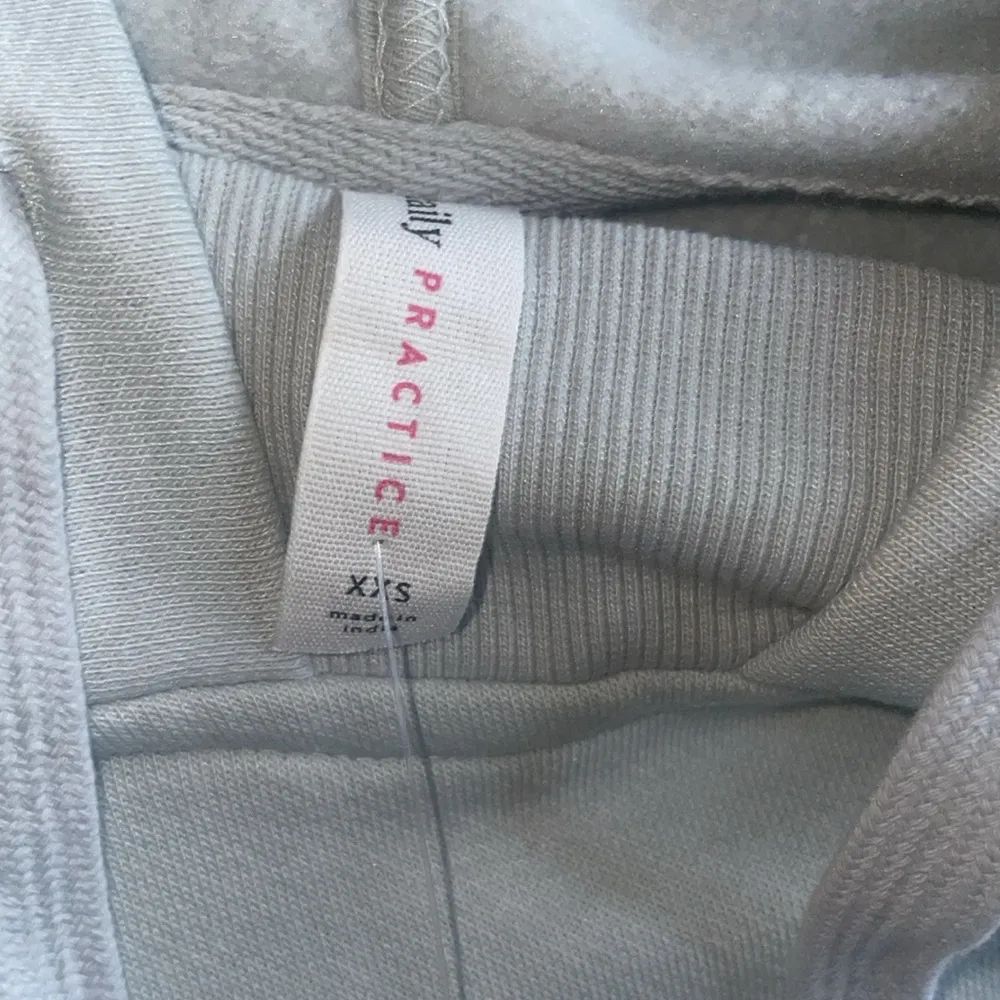 aily PRACTICE
XXS
made in
india